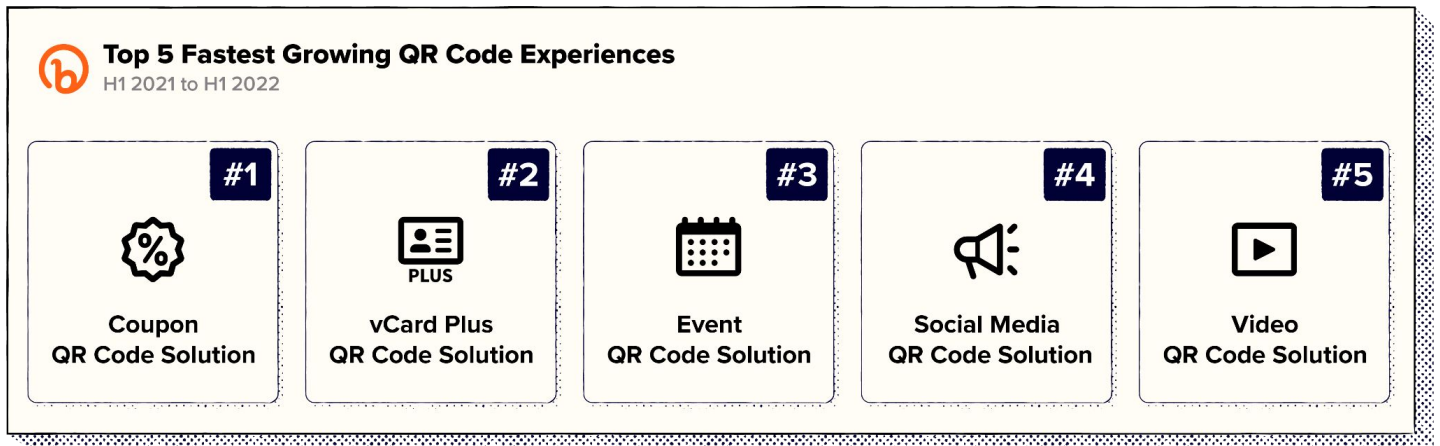 Top 5 Fastest Growing QR Code Experiences
H1 2021 to H1 2022
#1
Coupon
QR Code Solution
#2
PLUS
vCard Plus
QR Code Solution
#3
Event
QR Code Solution
#4
Social Media
QR Code Solution
#5
Video
QR Code Solution